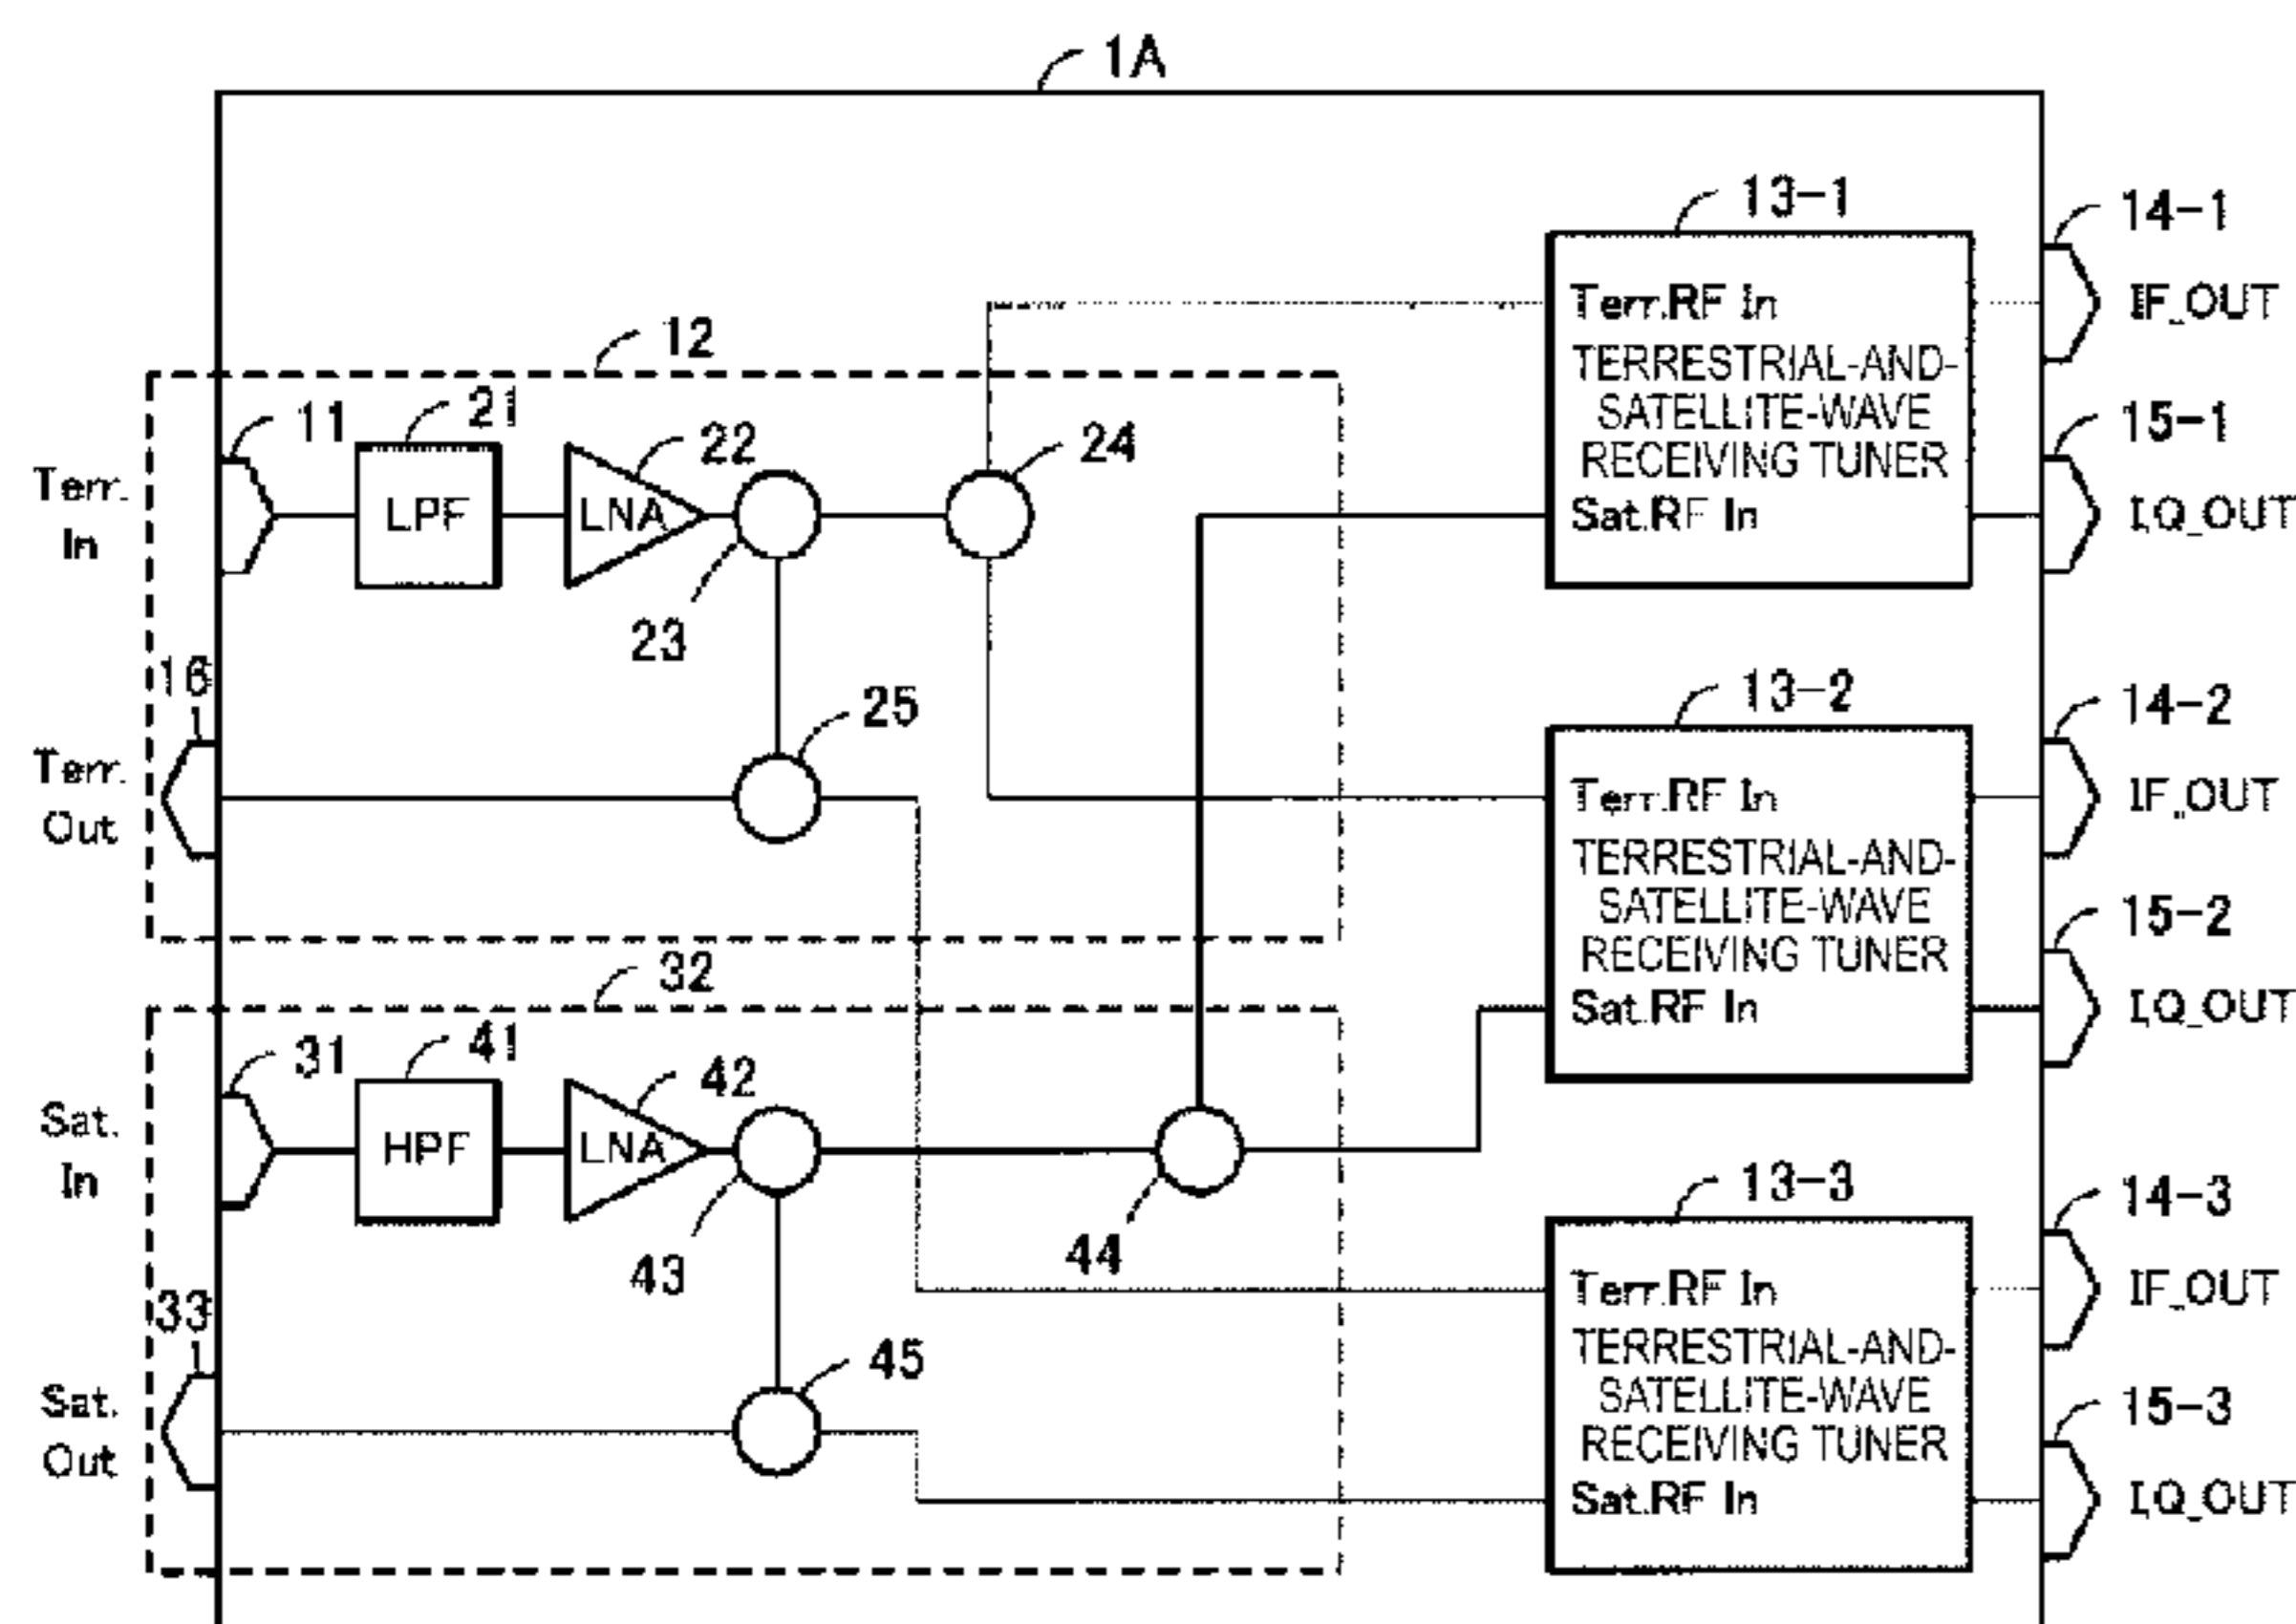 1A
13-1
14-1
Terr.RF In
IF_OUT
TERRESTRIAL-AND-
SATELLITE-WAVE
RECEIVING TUNER
15-1
Sat.RF In
I,Q_OUT
12
11
21
22
24
Terr.
In
LPF
LNA
23
16
25
Terr.
Out
13-2
14-2
Terr.RF In
IF_OUT
TERRESTRIAL-AND-
SATELLITE-WAVE
RECEIVING TUNER
15-2
Sat.RF In
I,Q_OUT
32
31
41
42
Sat.
In
HPF
LNA
43
44
33
45
Sat.
Out
13-3
14-3
Terr.RF In
IF_OUT
TERRESTRIAL-AND-
SATELLITE-WAVE
RECEIVING TUNER
15-3
Sat.RF In
I,Q_OUT